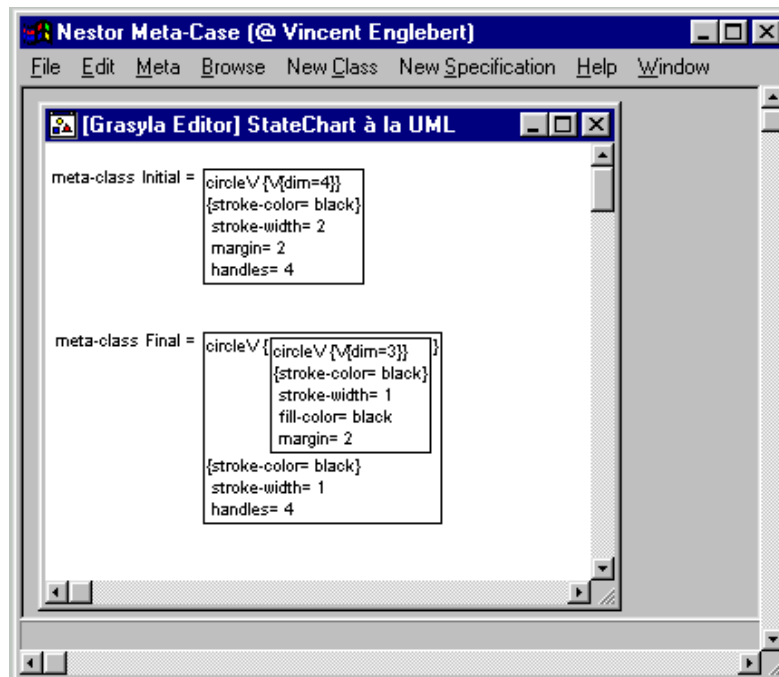 Nestor Meta-Case (@ Vincent Englebert)
File Edit Meta Browse New Class New Specification Help Window
[Grasyla Editor] StateChart à la UML
meta-class Initial = circle\/ {\/[dim=4]}
{stroke-color= black}
stroke-width= 2
margin= 2
handles= 4
meta-class Final = circle\/ { circle\/ {\/[dim=3]} }
{stroke-color= black}
stroke-width= 1
fill-color= black
margin= 2
{stroke-color= black}
stroke-width= 1
handles= 4